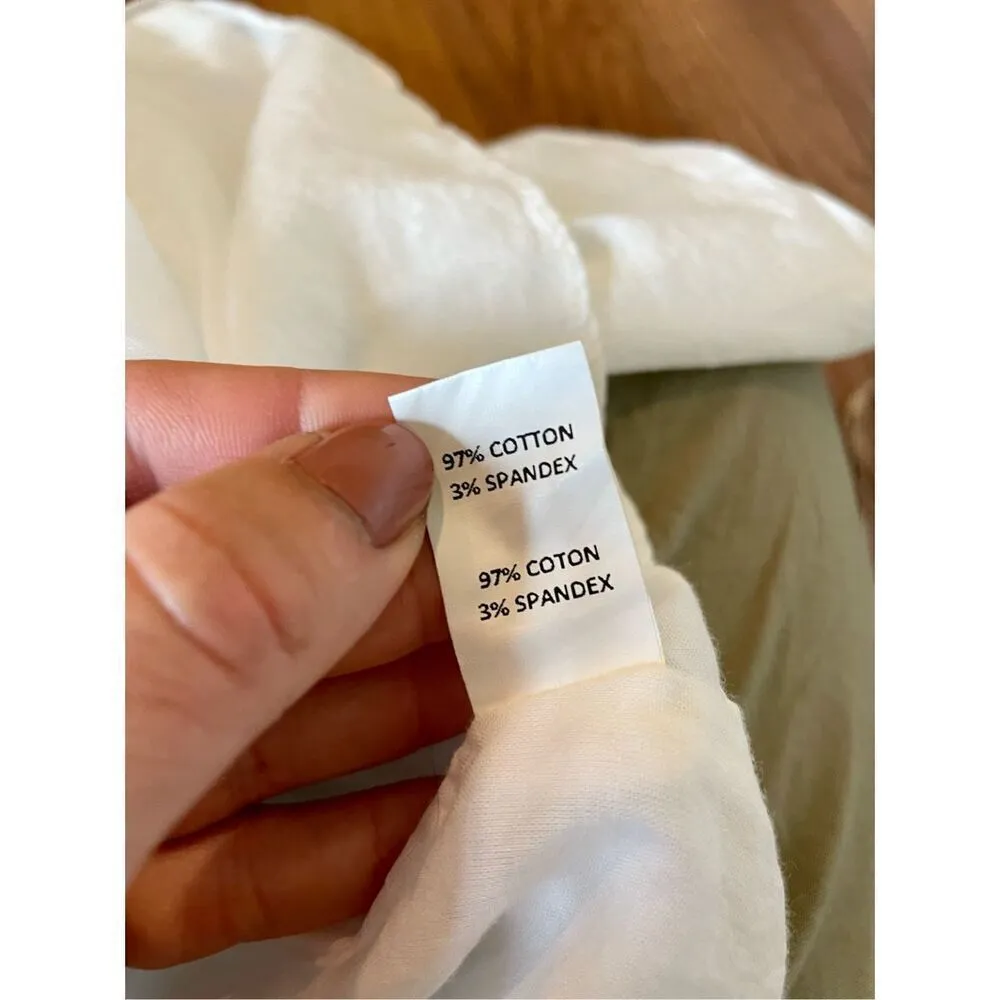 97% COTTON
3% SPANDEX
97% COTON
3% SPANDEX